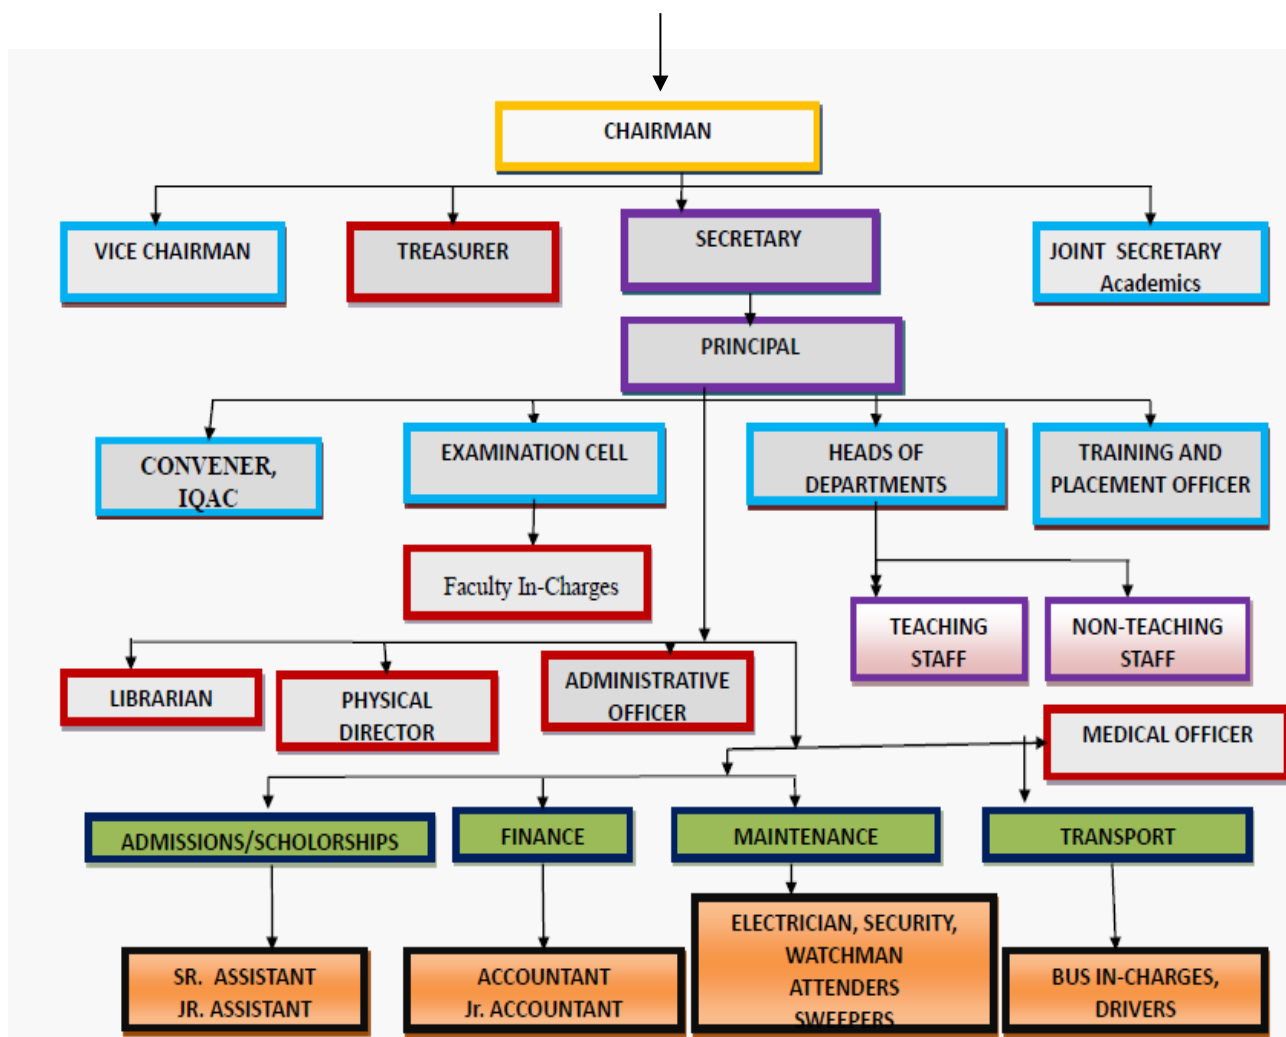 CHAIRMAN
VICE CHAIRMAN
TREASURER
SECRETARY
JOINT SECRETARY
Academics
PRINCIPAL
CONVENER,
IQAC
EXAMINATION CELL
HEADS OF
DEPARTMENTS
TRAINING AND
PLACEMENT OFFICER
Faculty In-Charges
TEACHING
STAFF
NON-TEACHING
STAFF
LIBRARIAN
PHYSICAL
DIRECTOR
ADMINISTRATIVE
OFFICER
MEDICAL OFFICER
ADMISSIONS/SCHOLORSHIPS
FINANCE
MAINTENANCE
TRANSPORT
SR. ASSISTANT
JR. ASSISTANT
ACCOUNTANT
Jr. ACCOUNTANT
ELECTRICIAN, SECURITY,
WATCHMAN
ATTENDERS
SWEEPERS
BUS IN-CHARGES,
DRIVERS